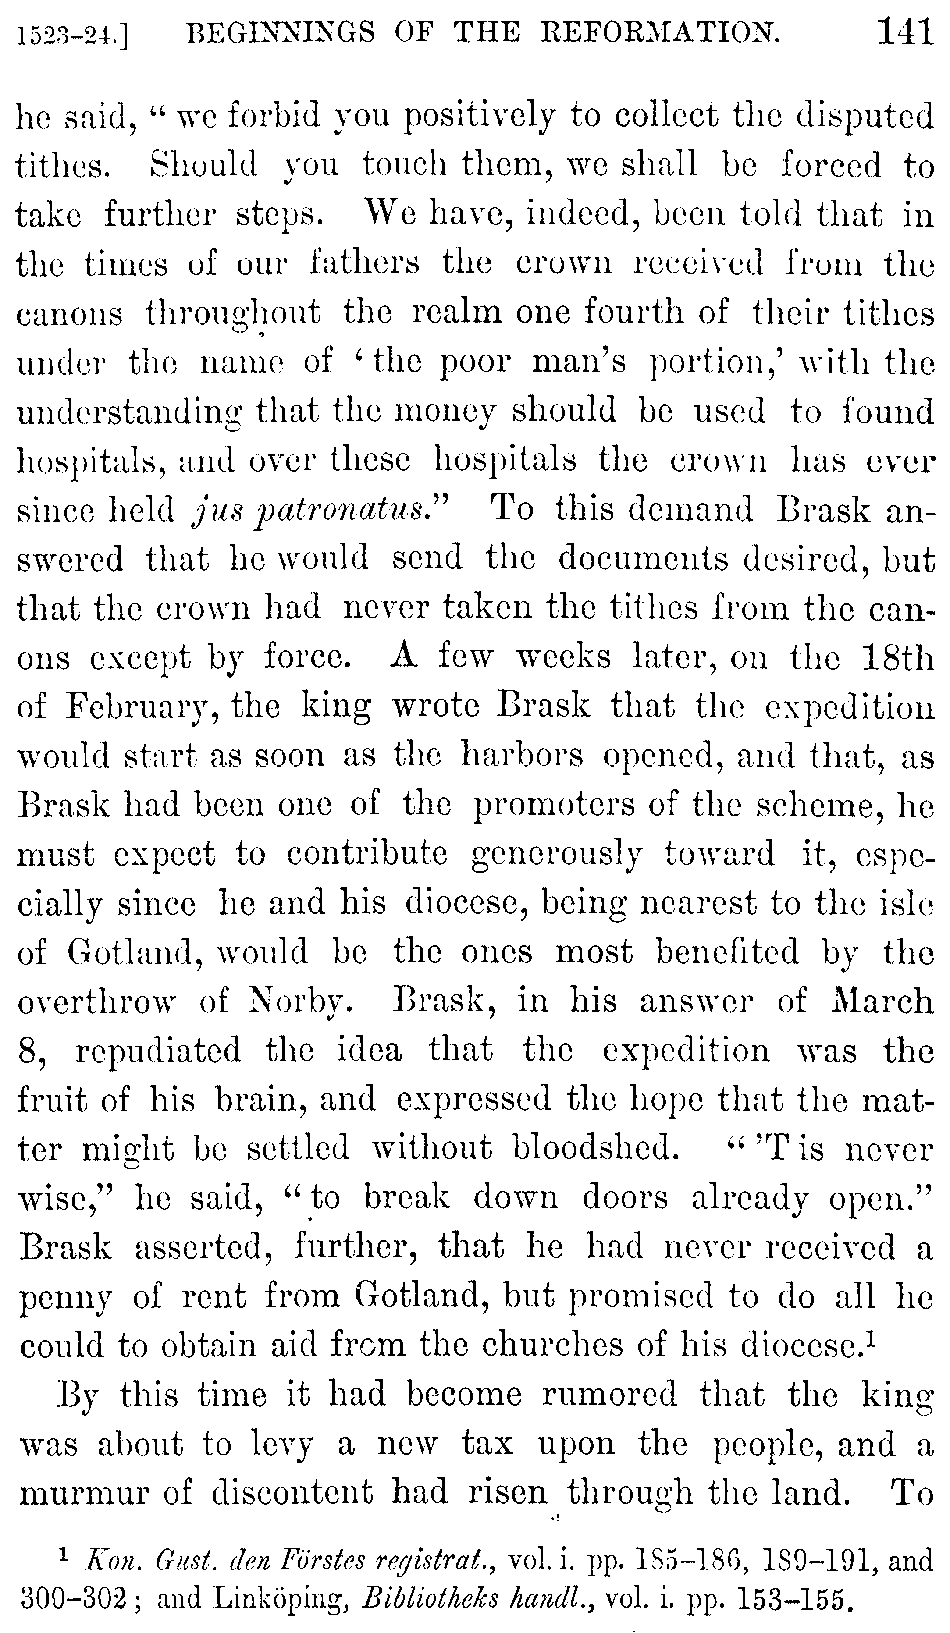 1523–24.] BEGINNINGS OF THE REFORMATION. 141
he said, “ we forbid you positively to collect the disputed
tithes. Should you touch them, we shall be forced to
take further steps. We have, indeed, been told that in
the times of our fathers the crown received from the
canons throughout the realm one fourth of their tithes
under the name of ‘ the poor man’s portion,’ with the
understanding that the money should be used to found
hospitals, and over these hospitals the crown has ever
since held jus patronatus.” To this demand Brask an-
swered that he would send the documents desired, but
that the crown had never taken the tithes from the can-
ons except by force. A few weeks later, on the 18th
of February, the king wrote Brask that the expedition
would start as soon as the harbors opened, and that, as
Brask had been one of the promoters of the scheme, he
must expect to contribute generously toward it, espe-
cially since he and his diocese, being nearest to the isle
of Gotland, would be the ones most benefited by the
overthrow of Norby. Brask, in his answer of March
8, repudiated the idea that the expedition was the
fruit of his brain, and expressed the hope that the mat-
ter might be settled without bloodshed. “ ’T is never
wise,” he said, “ to break down doors already open.”
Brask asserted, further, that he had never received a
penny of rent from Gotland, but promised to do all he
could to obtain aid from the churches of his diocese.¹
By this time it had become rumored that the king
was about to levy a new tax upon the people, and a
murmur of discontent had risen through the land. To
¹ Kon. Gust. den Förstes registrat., vol. i. pp. 185–186, 189–191, and
300–302 ; and Linköping, Bibliotheks handl., vol. i. pp. 153–155.